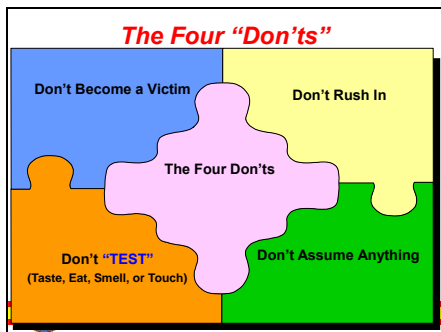 The Four “Don’ts”
Don’t Become a Victim
Don’t Rush In
The Four Don’ts
Don’t “TEST”
(Taste, Eat, Smell, or Touch)
Don’t Assume Anything